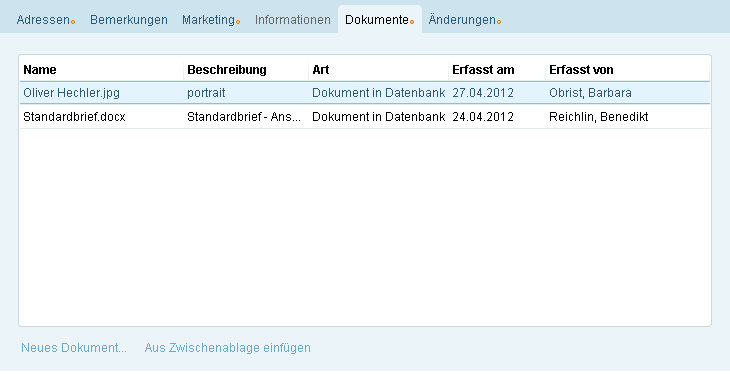 Adressen Bemerkungen Marketing Informationen Dokumente Änderungen
Name Beschreibung Art Erfasst am Erfasst von
Oliver Hechler.jpg portrait Dokument in Datenbank 27.04.2012 Obrist, Barbara
Standardbrief.docx Standardbrief - Ans... Dokument in Datenbank 24.04.2012 Reichlin, Benedikt
Neues Dokument... Aus Zwischenablage einfügen